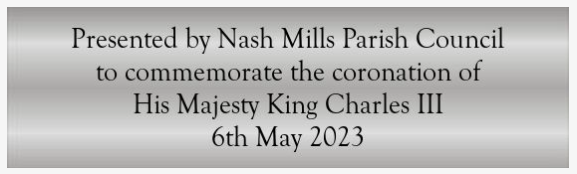 Presented by Nash Mills Parish Council
to commemorate the coronation of
His Majesty King Charles III
6th May 2023